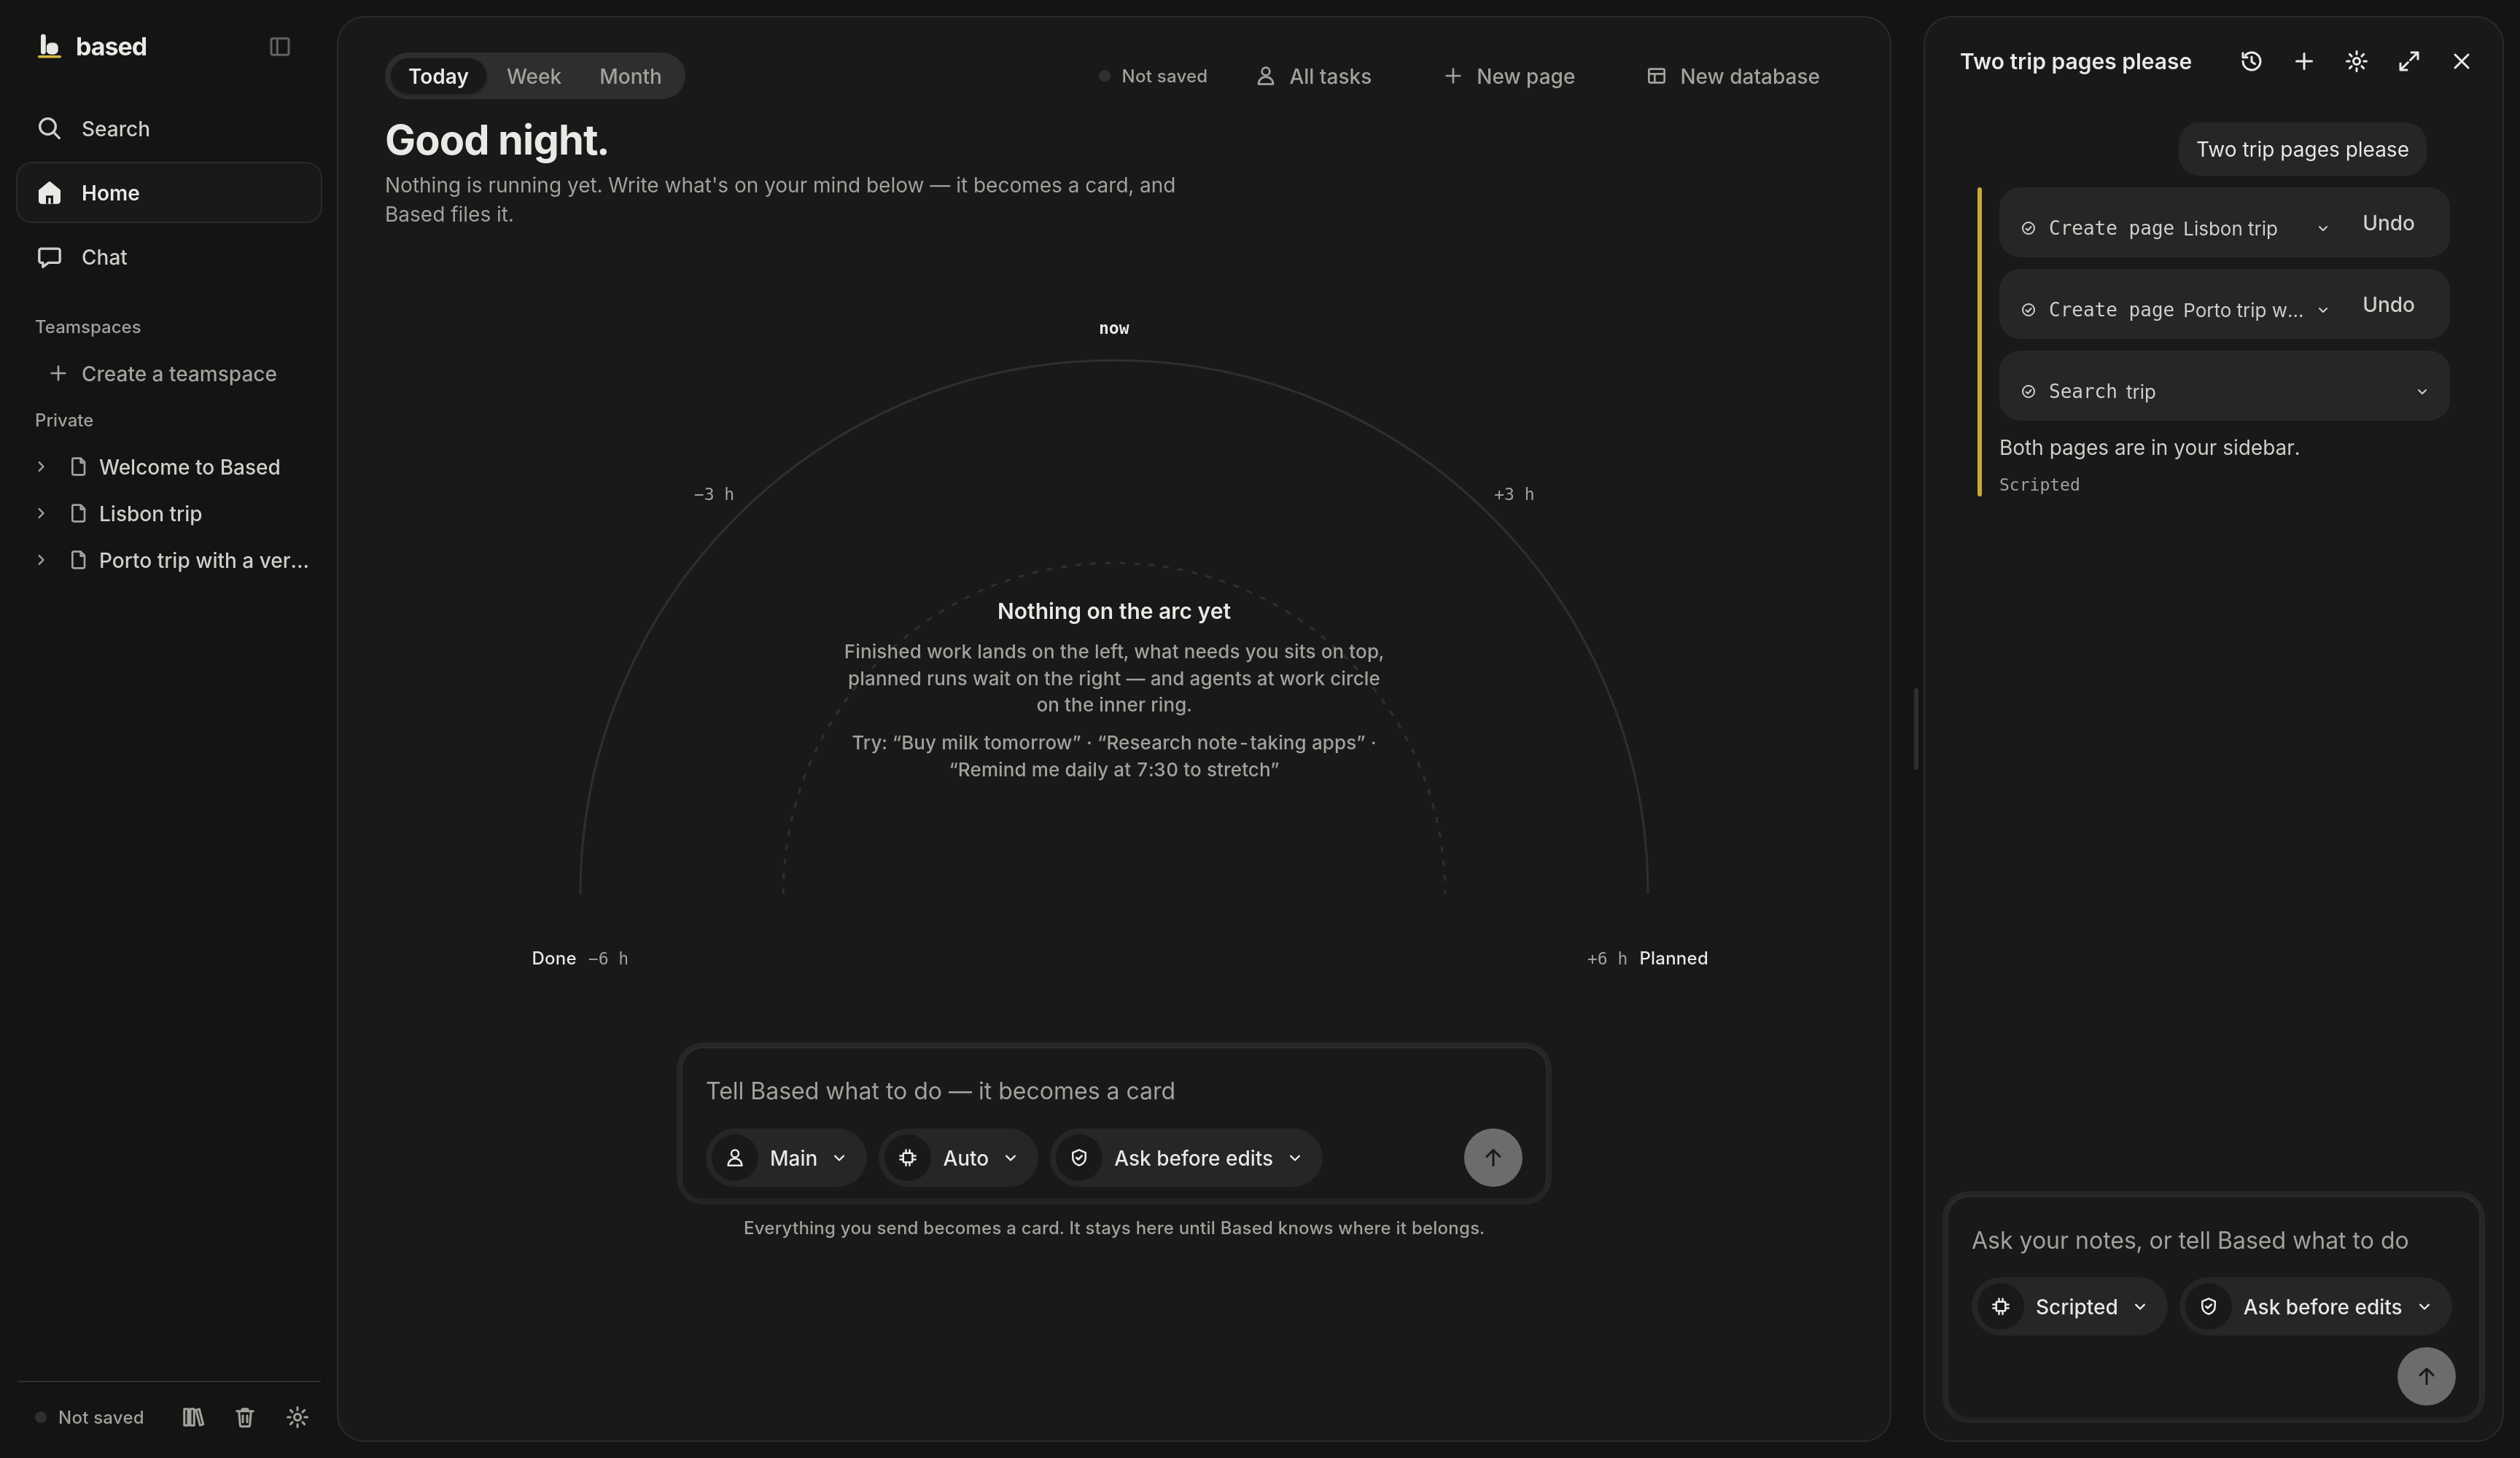 based
Search
Home
Chat
Teamspaces
Create a teamspace
Private
Welcome to Based
Lisbon trip
Porto trip with a ver…
Not saved
Today Week Month
Not saved All tasks New page New database
Good night.
Nothing is running yet. Write what's on your mind below — it becomes a card, and
Based files it.
now
−3 h
+3 h
Nothing on the arc yet
Finished work lands on the left, what needs you sits on top,
planned runs wait on the right — and agents at work circle
on the inner ring.
Try: “Buy milk tomorrow” · “Research note-taking apps” ·
“Remind me daily at 7:30 to stretch”
Done −6 h
+6 h Planned
Tell Based what to do — it becomes a card
Main Auto Ask before edits
Everything you send becomes a card. It stays here until Based knows where it belongs.
Two trip pages please
Two trip pages please
Create page Lisbon trip Undo
Create page Porto trip w… Undo
Search trip
Both pages are in your sidebar.
Scripted
Ask your notes, or tell Based what to do
Scripted Ask before edits